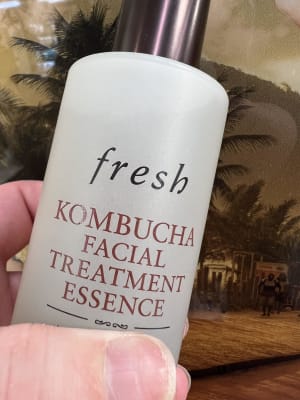 fresh
KOMBUCHA
FACIAL
TREATMENT
ESSENCE